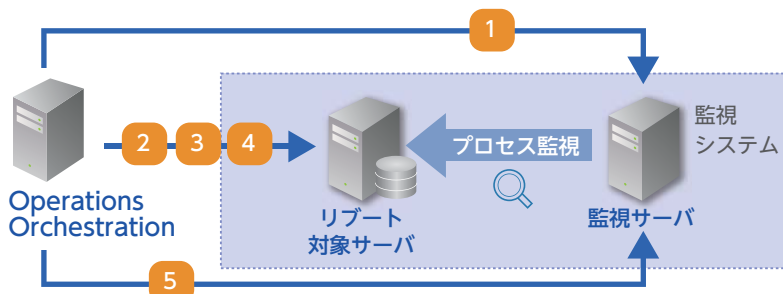 1
2 3 4
プロセス監視
監視
システム
Operations
Orchestration
リブート
対象サーバ
監視サーバ
5